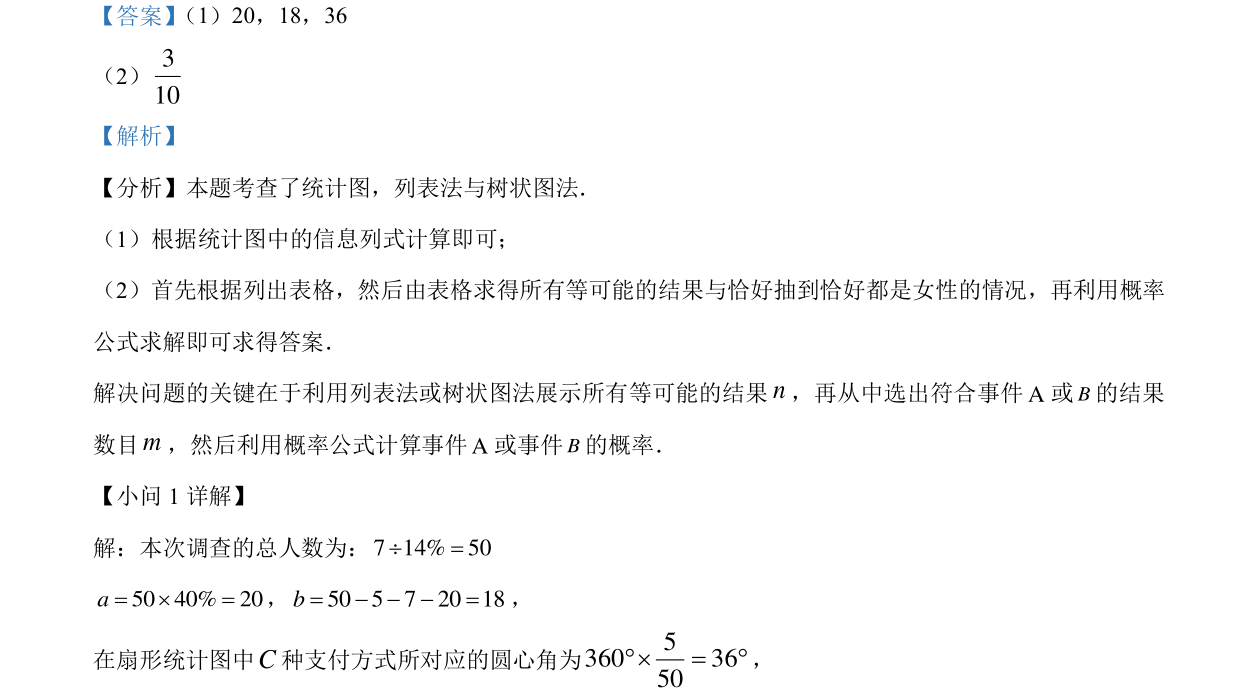 【答案】（1）20，18，36
（2）3/10
【解析】
【分析】本题考查了统计图，列表法与树状图法．
（1）根据统计图中的信息列式计算即可；
（2）首先根据列出表格，然后由表格求得所有等可能的结果与恰好抽到恰好都是女性的情况，再利用概率
公式求解即可求得答案．
解决问题的关键在于利用列表法或树状图法展示所有等可能的结果 n ，再从中选出符合事件 A 或 B 的结果
数目 m ，然后利用概率公式计算事件 A 或事件 B 的概率．
【小问 1 详解】
解：本次调查的总人数为：7÷14%=50
a=50×40%=20，b=50−5−7−20=18，
在扇形统计图中 C 种支付方式所对应的圆心角为 360°×5/50=36°，